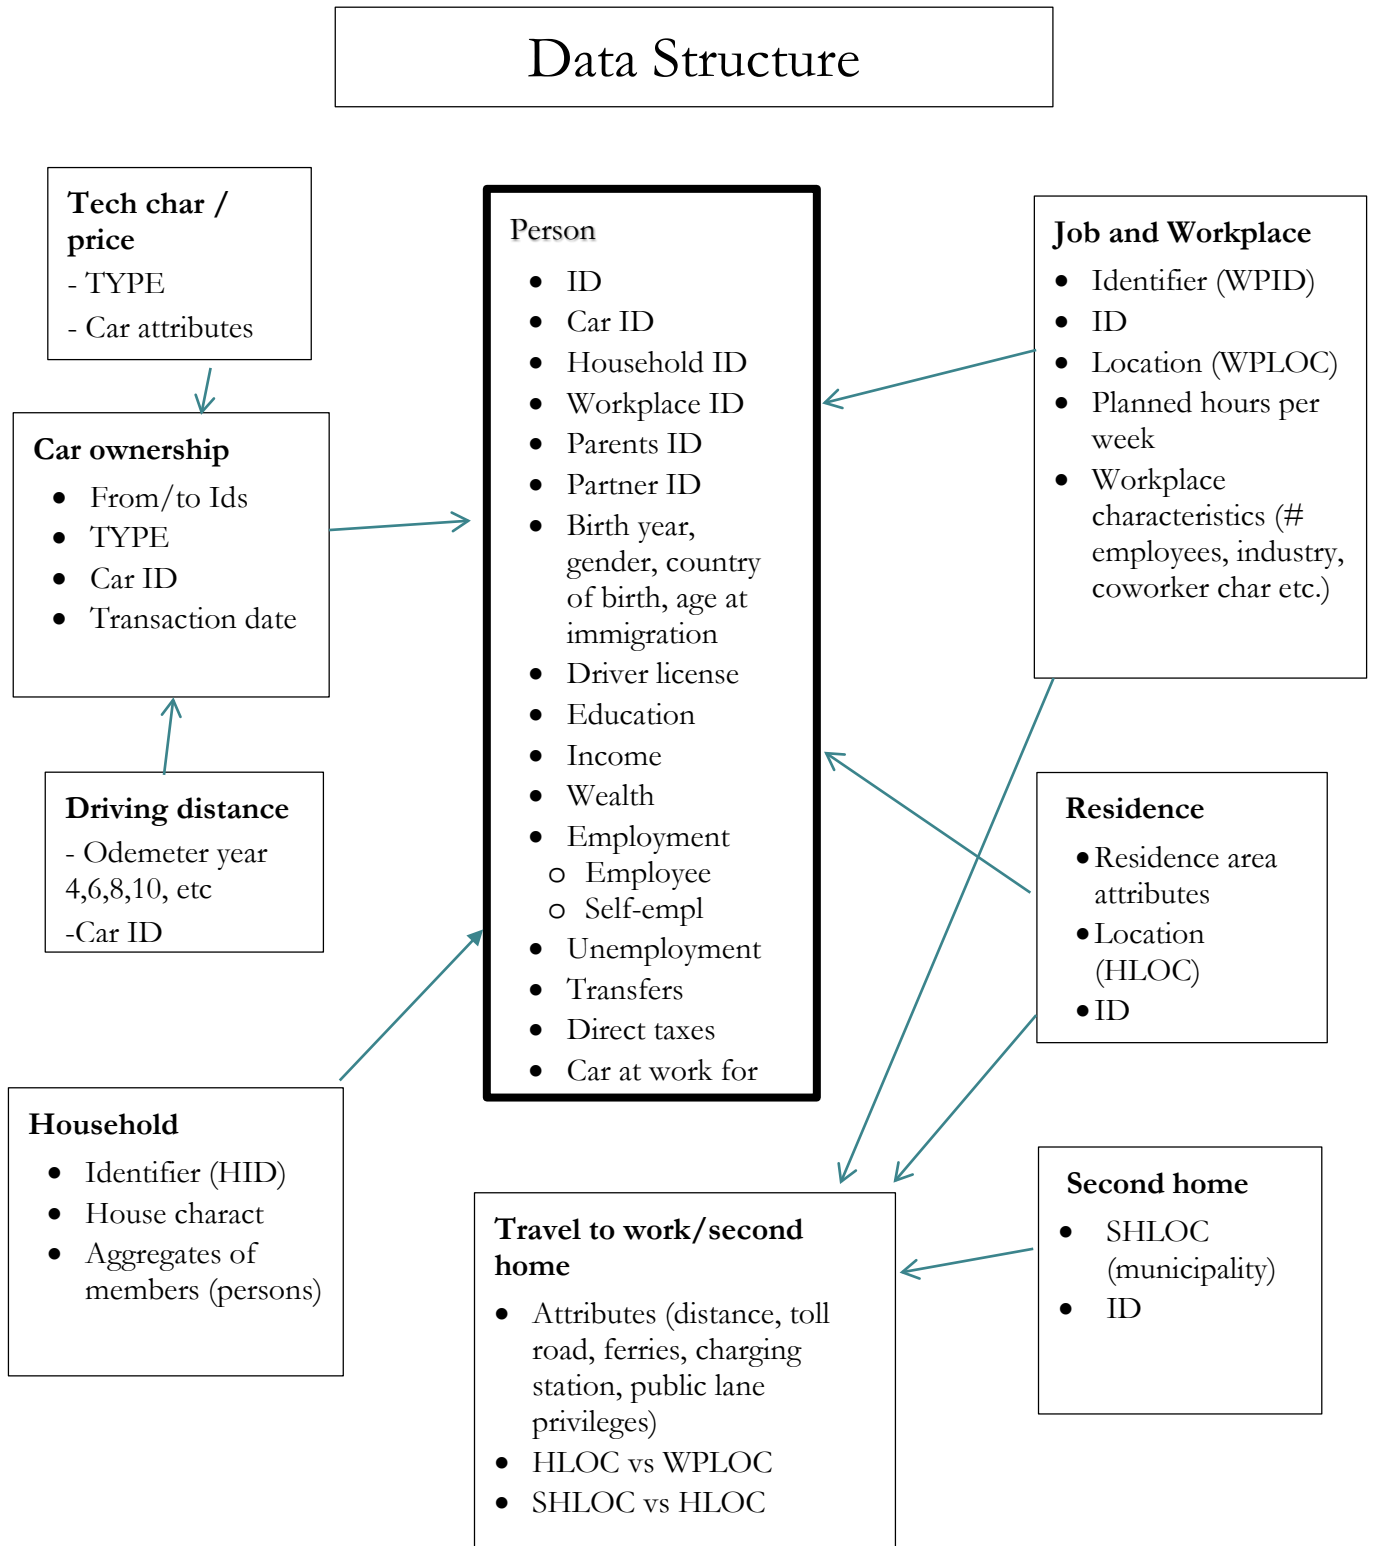 Data Structure
Tech char /
price
- TYPE
- Car attributes
Car ownership
• From/to Ids
• TYPE
• Car ID
• Transaction date
Driving distance
- Odemeter year
4,6,8,10, etc
-Car ID
Household
• Identifier (HID)
• House charact
• Aggregates of
members (persons)
Person
• ID
• Car ID
• Household ID
• Workplace ID
• Parents ID
• Partner ID
• Birth year,
gender, country
of birth, age at
immigration
• Driver license
• Education
• Income
• Wealth
• Employment
o Employee
o Self-empl
• Unemployment
• Transfers
• Direct taxes
• Car at work for
Travel to work/second
home
• Attributes (distance, toll
road, ferries, charging
station, public lane
privileges)
• HLOC vs WPLOC
• SHLOC vs HLOC
Job and Workplace
• Identifier (WPID)
• ID
• Location (WPLOC)
• Planned hours per
week
• Workplace
characteristics (#
employees, industry,
coworker char etc.)
Residence
• Residence area
attributes
• Location
(HLOC)
• ID
Second home
• SHLOC
(municipality)
• ID